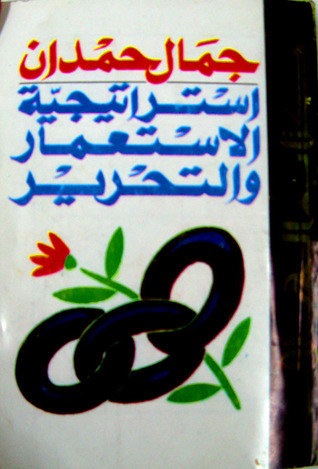 جمال حمدان
استراتيجية
الاستعمار
والتحرير